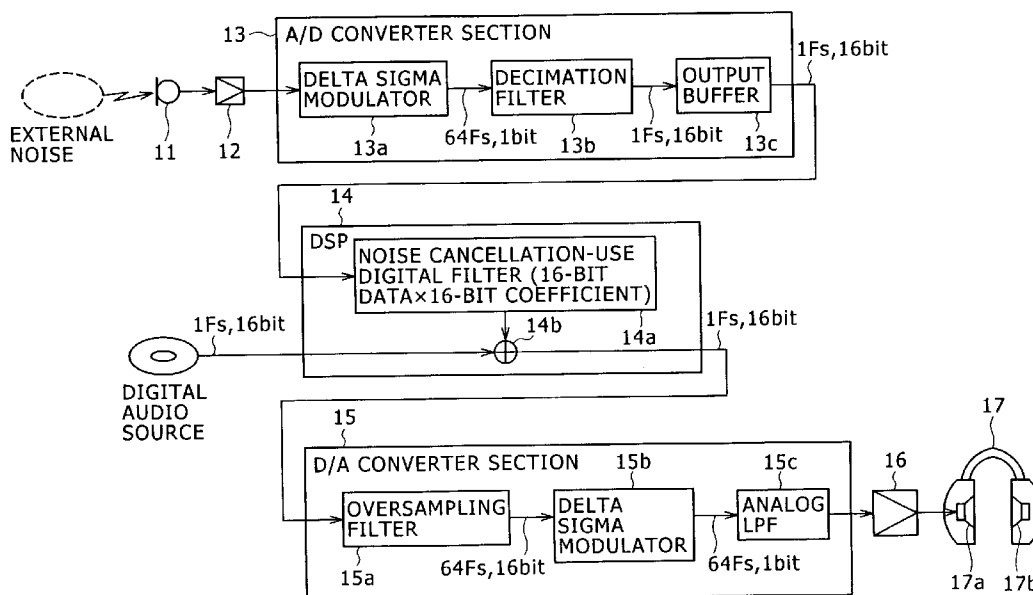 13
A/D CONVERTER SECTION
1Fs,16bit
DELTA SIGMA
MODULATOR
DECIMATION
FILTER
OUTPUT
BUFFER
EXTERNAL
NOISE
11
12
13a
64Fs,1bit
13b
1Fs,16bit
13c
14
DSP
NOISE CANCELLATION-USE
DIGITAL FILTER (16-BIT
DATA×16-BIT COEFFICIENT)
1Fs,16bit
14b
14a
1Fs,16bit
DIGITAL
AUDIO
SOURCE
15
D/A CONVERTER SECTION
15b
15c
16
17
OVERSAMPLING
FILTER
DELTA
SIGMA
MODULATOR
ANALOG
LPF
15a
64Fs,16bit
64Fs,1bit
17a
17b